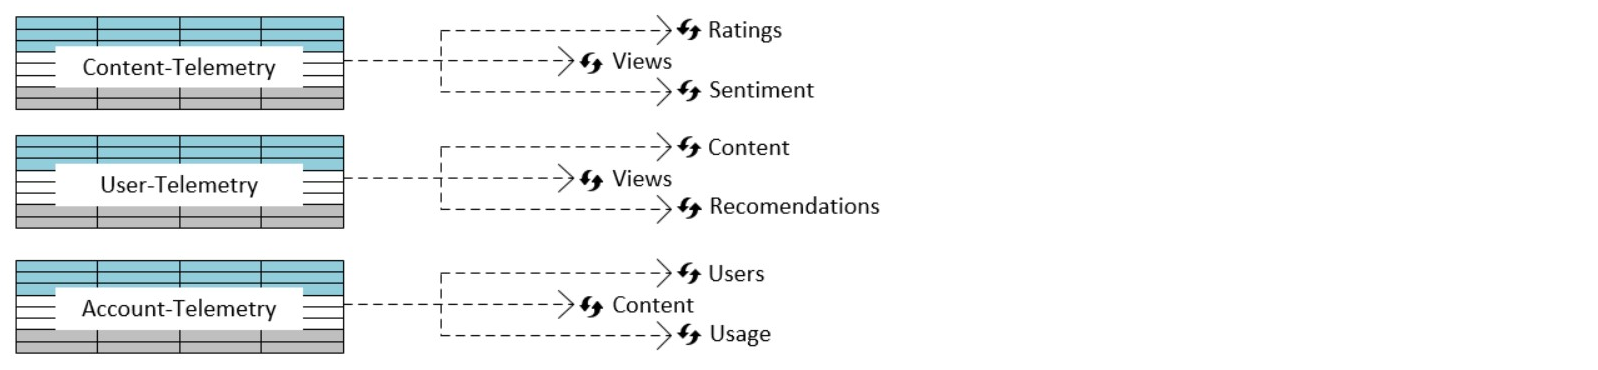 Content-Telemetry
Ratings
Views
Sentiment
User-Telemetry
Content
Views
Recomendations
Account-Telemetry
Users
Content
Usage